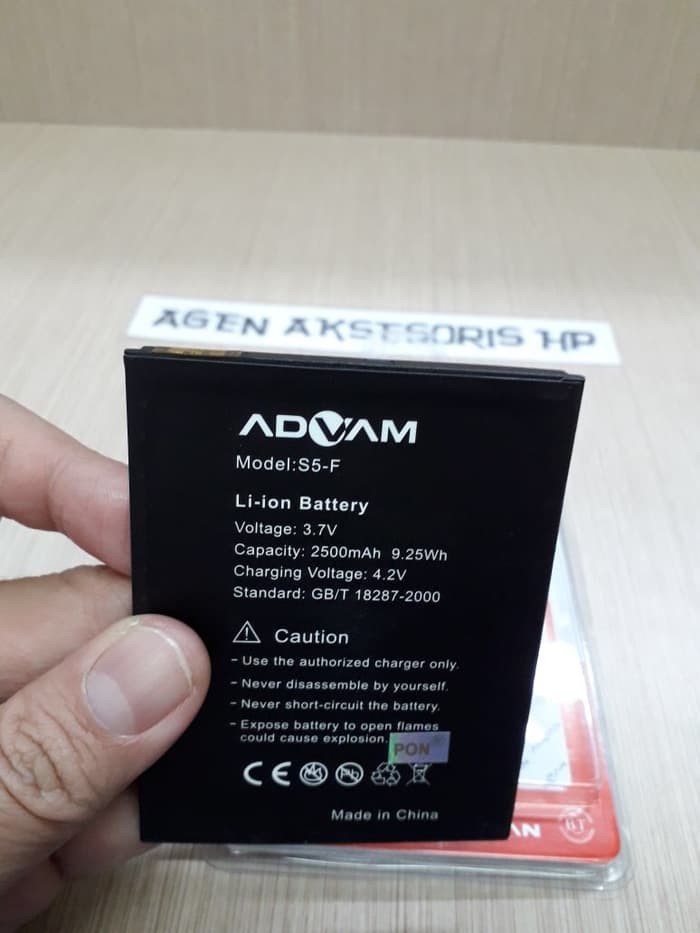 AGEN AKSESORIS HP
ADVAM
Model:S5-F
Li-ion Battery
Voltage: 3.7V
Capacity: 2500mAh 9.25Wh
Charging Voltage: 4.2V
Standard: GB/T 18287-2000
Caution
- Use the authorized charger only.
- Never disassemble by yourself.
- Never short-circuit the battery.
- Expose battery to open flames
could cause explosion.
PON
CE
Made in China